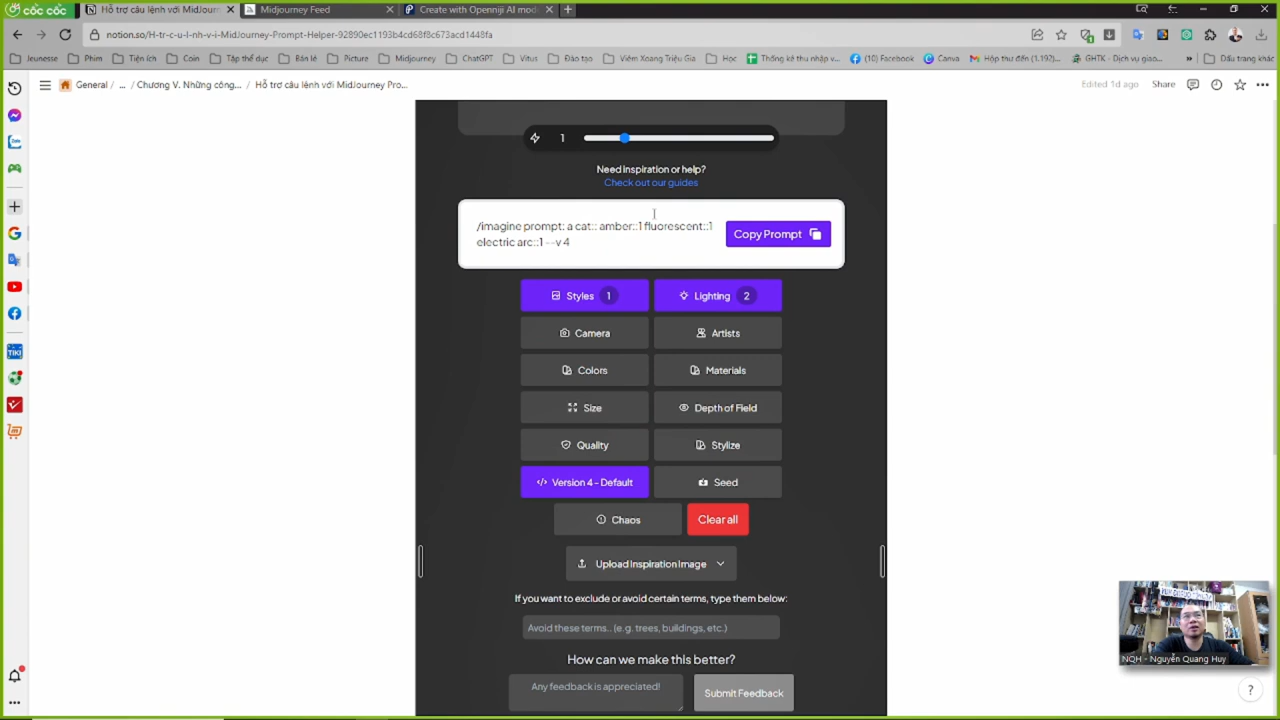 cốc cốc
Hỗ trợ câu lệnh với MidJourn
Midjourney Feed
Create with Openniji AI mode
notion.so/H-tr-c-u-l-nh-v-i-MidJourney-Prompt-Helper-92890ec1193b4cd68f8c673acd1448fa
Jeunesse
Phim
Tiện ích
Coin
Tập thể dục
Bán lẻ
Picture
Midjourney
ChatGPT
Vitus
Đào tạo
Viêm Xoang Triệu Gia
Học
Thống kê thu nhập v...
(10) Facebook
Canva
Hộp thư đến (1.192)...
GHTK - Dịch vụ giao...
»
Dấu trang khác
General / ... / Chương V. Những công... / Hỗ trợ câu lệnh với MidJourney Pro...
Edited 1d ago
Share
1
Need inspiration or help?
Check out our guides
/imagine prompt: a cat:: amber::1 fluorescent::1
electric arc::1 --v 4
Copy Prompt
Styles 1
Lighting 2
Camera
Artists
Colors
Materials
Size
Depth of Field
Quality
Stylize
</> Version 4 - Default
Seed
Chaos
Clear all
Upload Inspiration Image
If you want to exclude or avoid certain terms, type them below:
Avoid these terms.. (e.g. trees, buildings, etc.)
How can we make this better?
Any feedback is appreciated!
Submit Feedback
Zalo
TIKI
NQH - Nguyễn Quang Huy
?